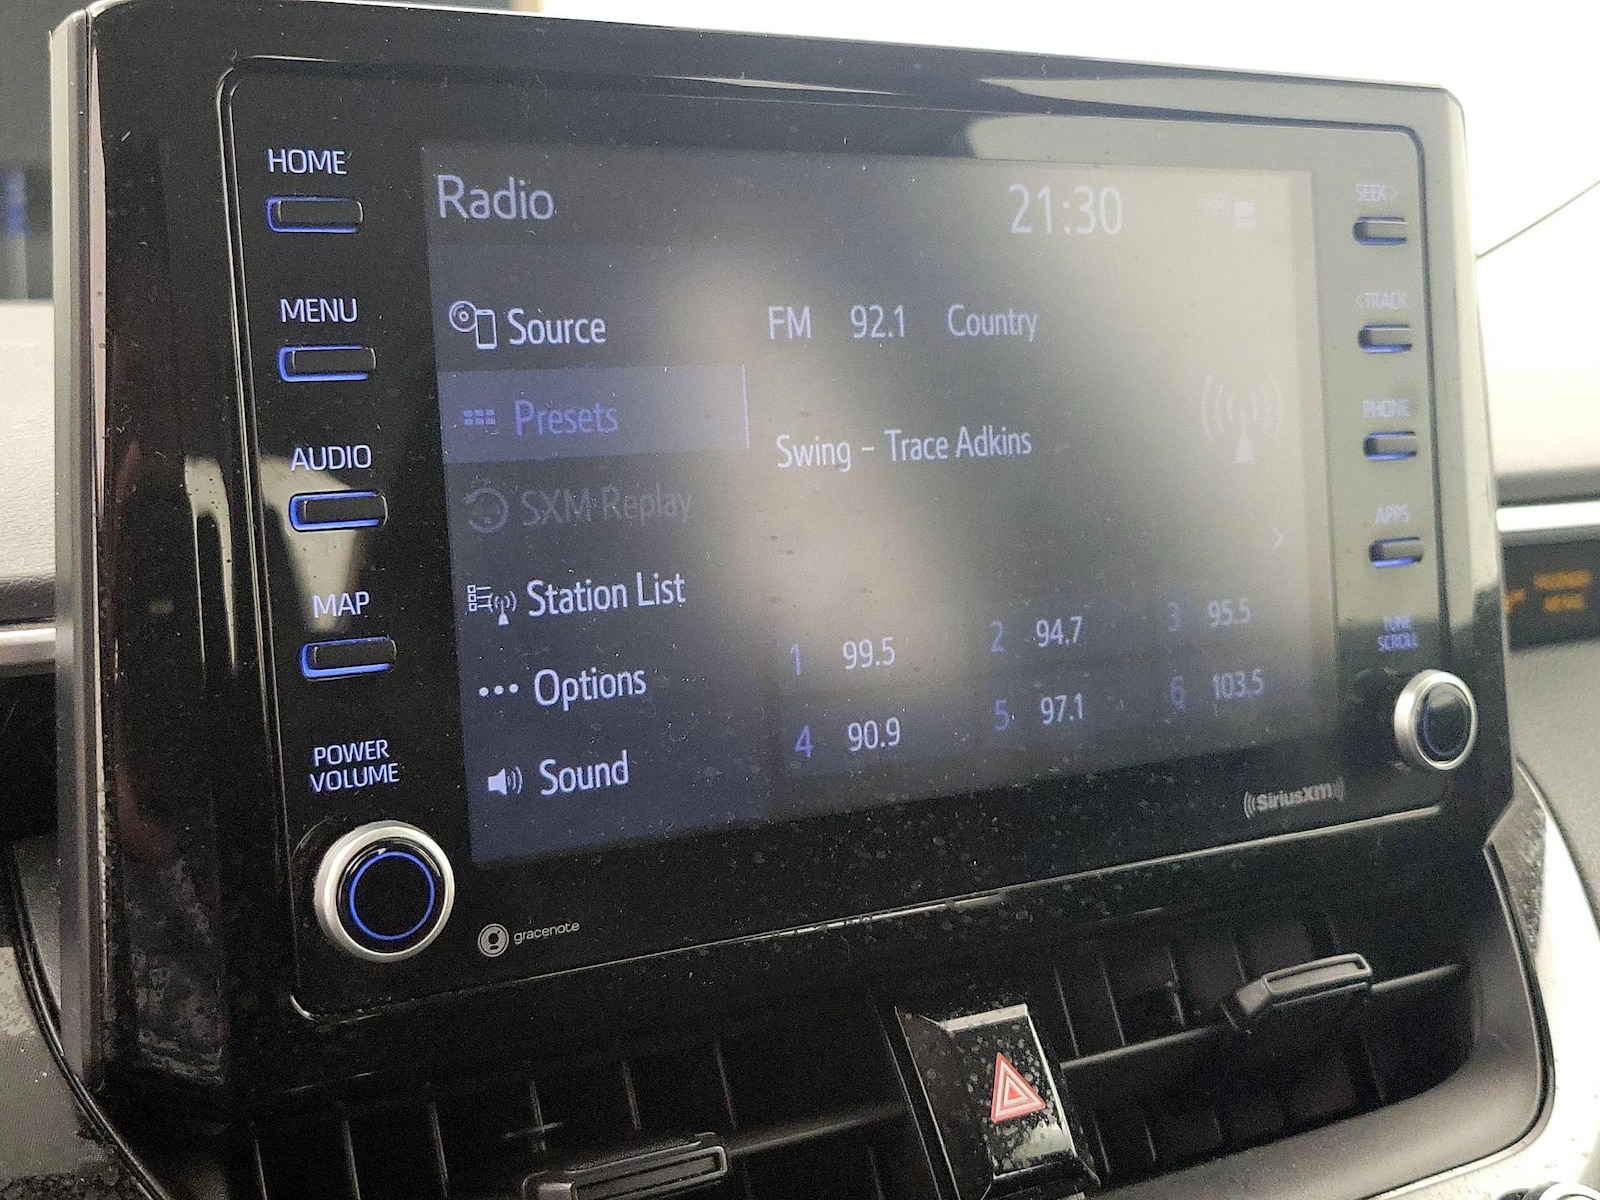 HOME
MENU
AUDIO
MAP
POWER
VOLUME
Radio
21:30
Source
Presets
SXM Replay
Station List
Options
Sound
FM 92.1 Country
Swing - Trace Adkins
1 99.5 2 94.7 3 95.5
4 90.9 5 97.1 6 103.5
SEEK >
< TRACK
PHONE
APPS
TUNE
SCROLL
gracenote
((SiriusXM))
PASSENGER